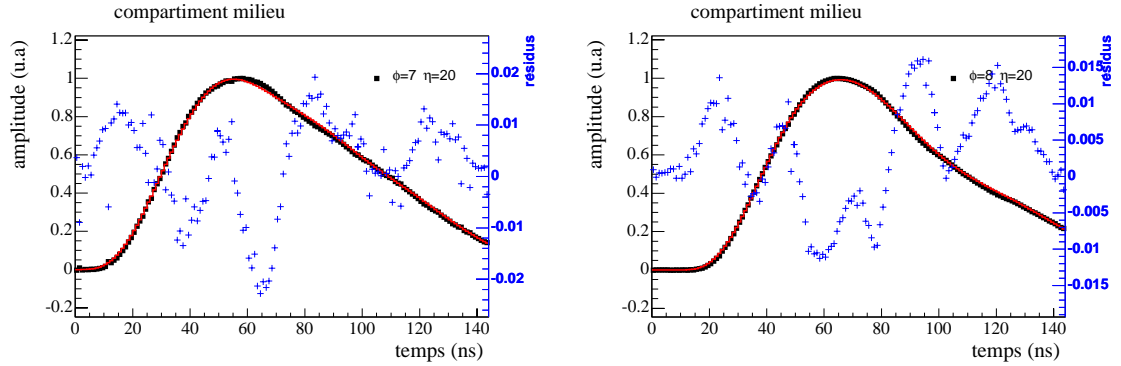 compartiment milieu
amplitude (u.a)
1.2
1
0.8
0.6
0.4
0.2
0
-0.2
ϕ=7 η=20
residus
0.02
0.01
0
-0.01
-0.02
0 20 40 60 80 100 120 140
temps (ns)
compartiment milieu
amplitude (u.a)
1.2
1
0.8
0.6
0.4
0.2
0
-0.2
ϕ=8 η=20
residus
0.015
0.01
0.005
0
-0.005
-0.01
-0.015
0 20 40 60 80 100 120 140
temps (ns)